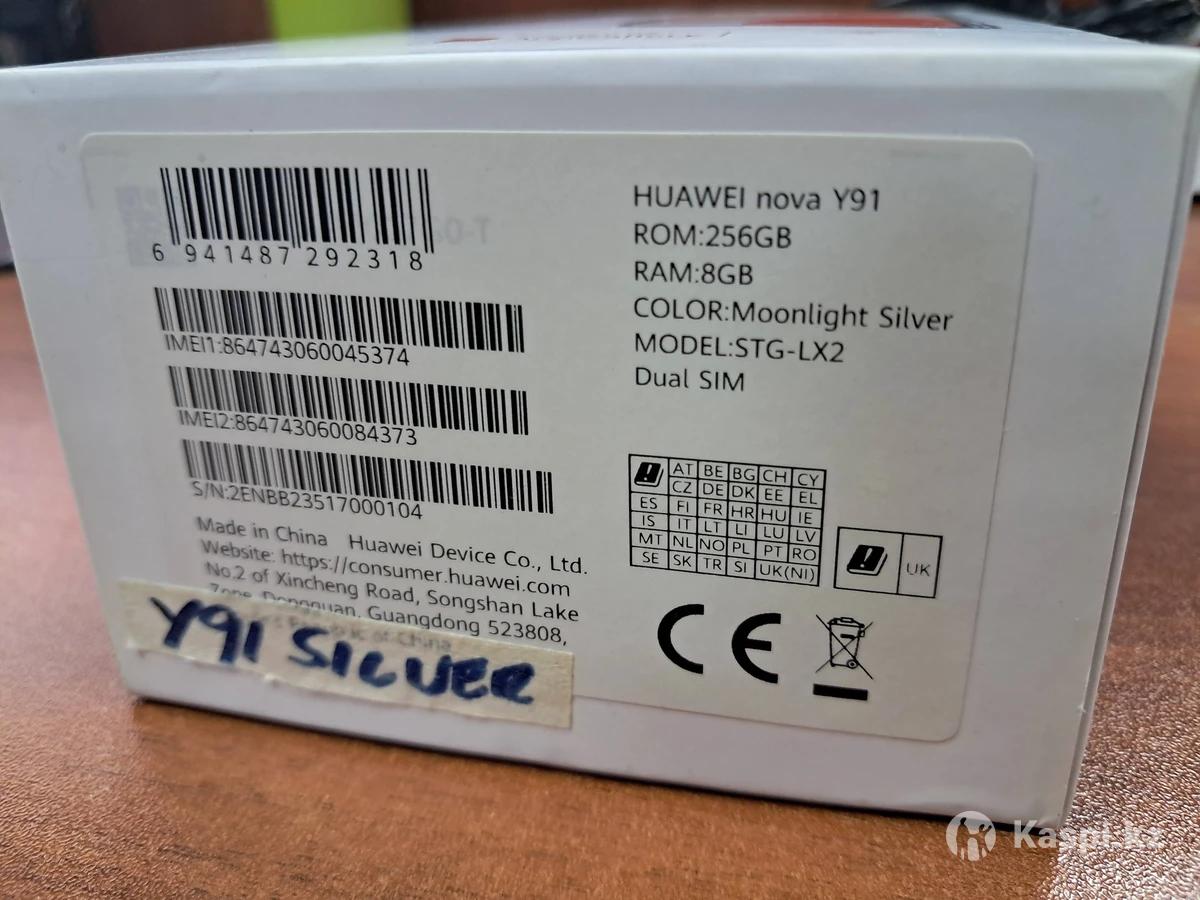 6 941487 292318
IMEI1:864743060045374
IMEI2:864743060084373
S/N:2ENBB23517000104
Made in China Huawei Device Co., Ltd.
Website: https://consumer.huawei.com
No.2 of Xincheng Road, Songshan Lake
Zone, Dongguan, Guangdong 523808,
of China
Y91 SILVER
HUAWEI nova Y91
ROM:256GB
RAM:8GB
COLOR:Moonlight Silver
MODEL:STG-LX2
Dual SIM
AT BE BG CH CY
CZ DE DK EE EL
ES FI FR HR HU IE
IS IT LT LI LU LV
MT NL NO PL PT RO
SE SK TR SI UK(NI)
UK
CE
Kaspi.kz